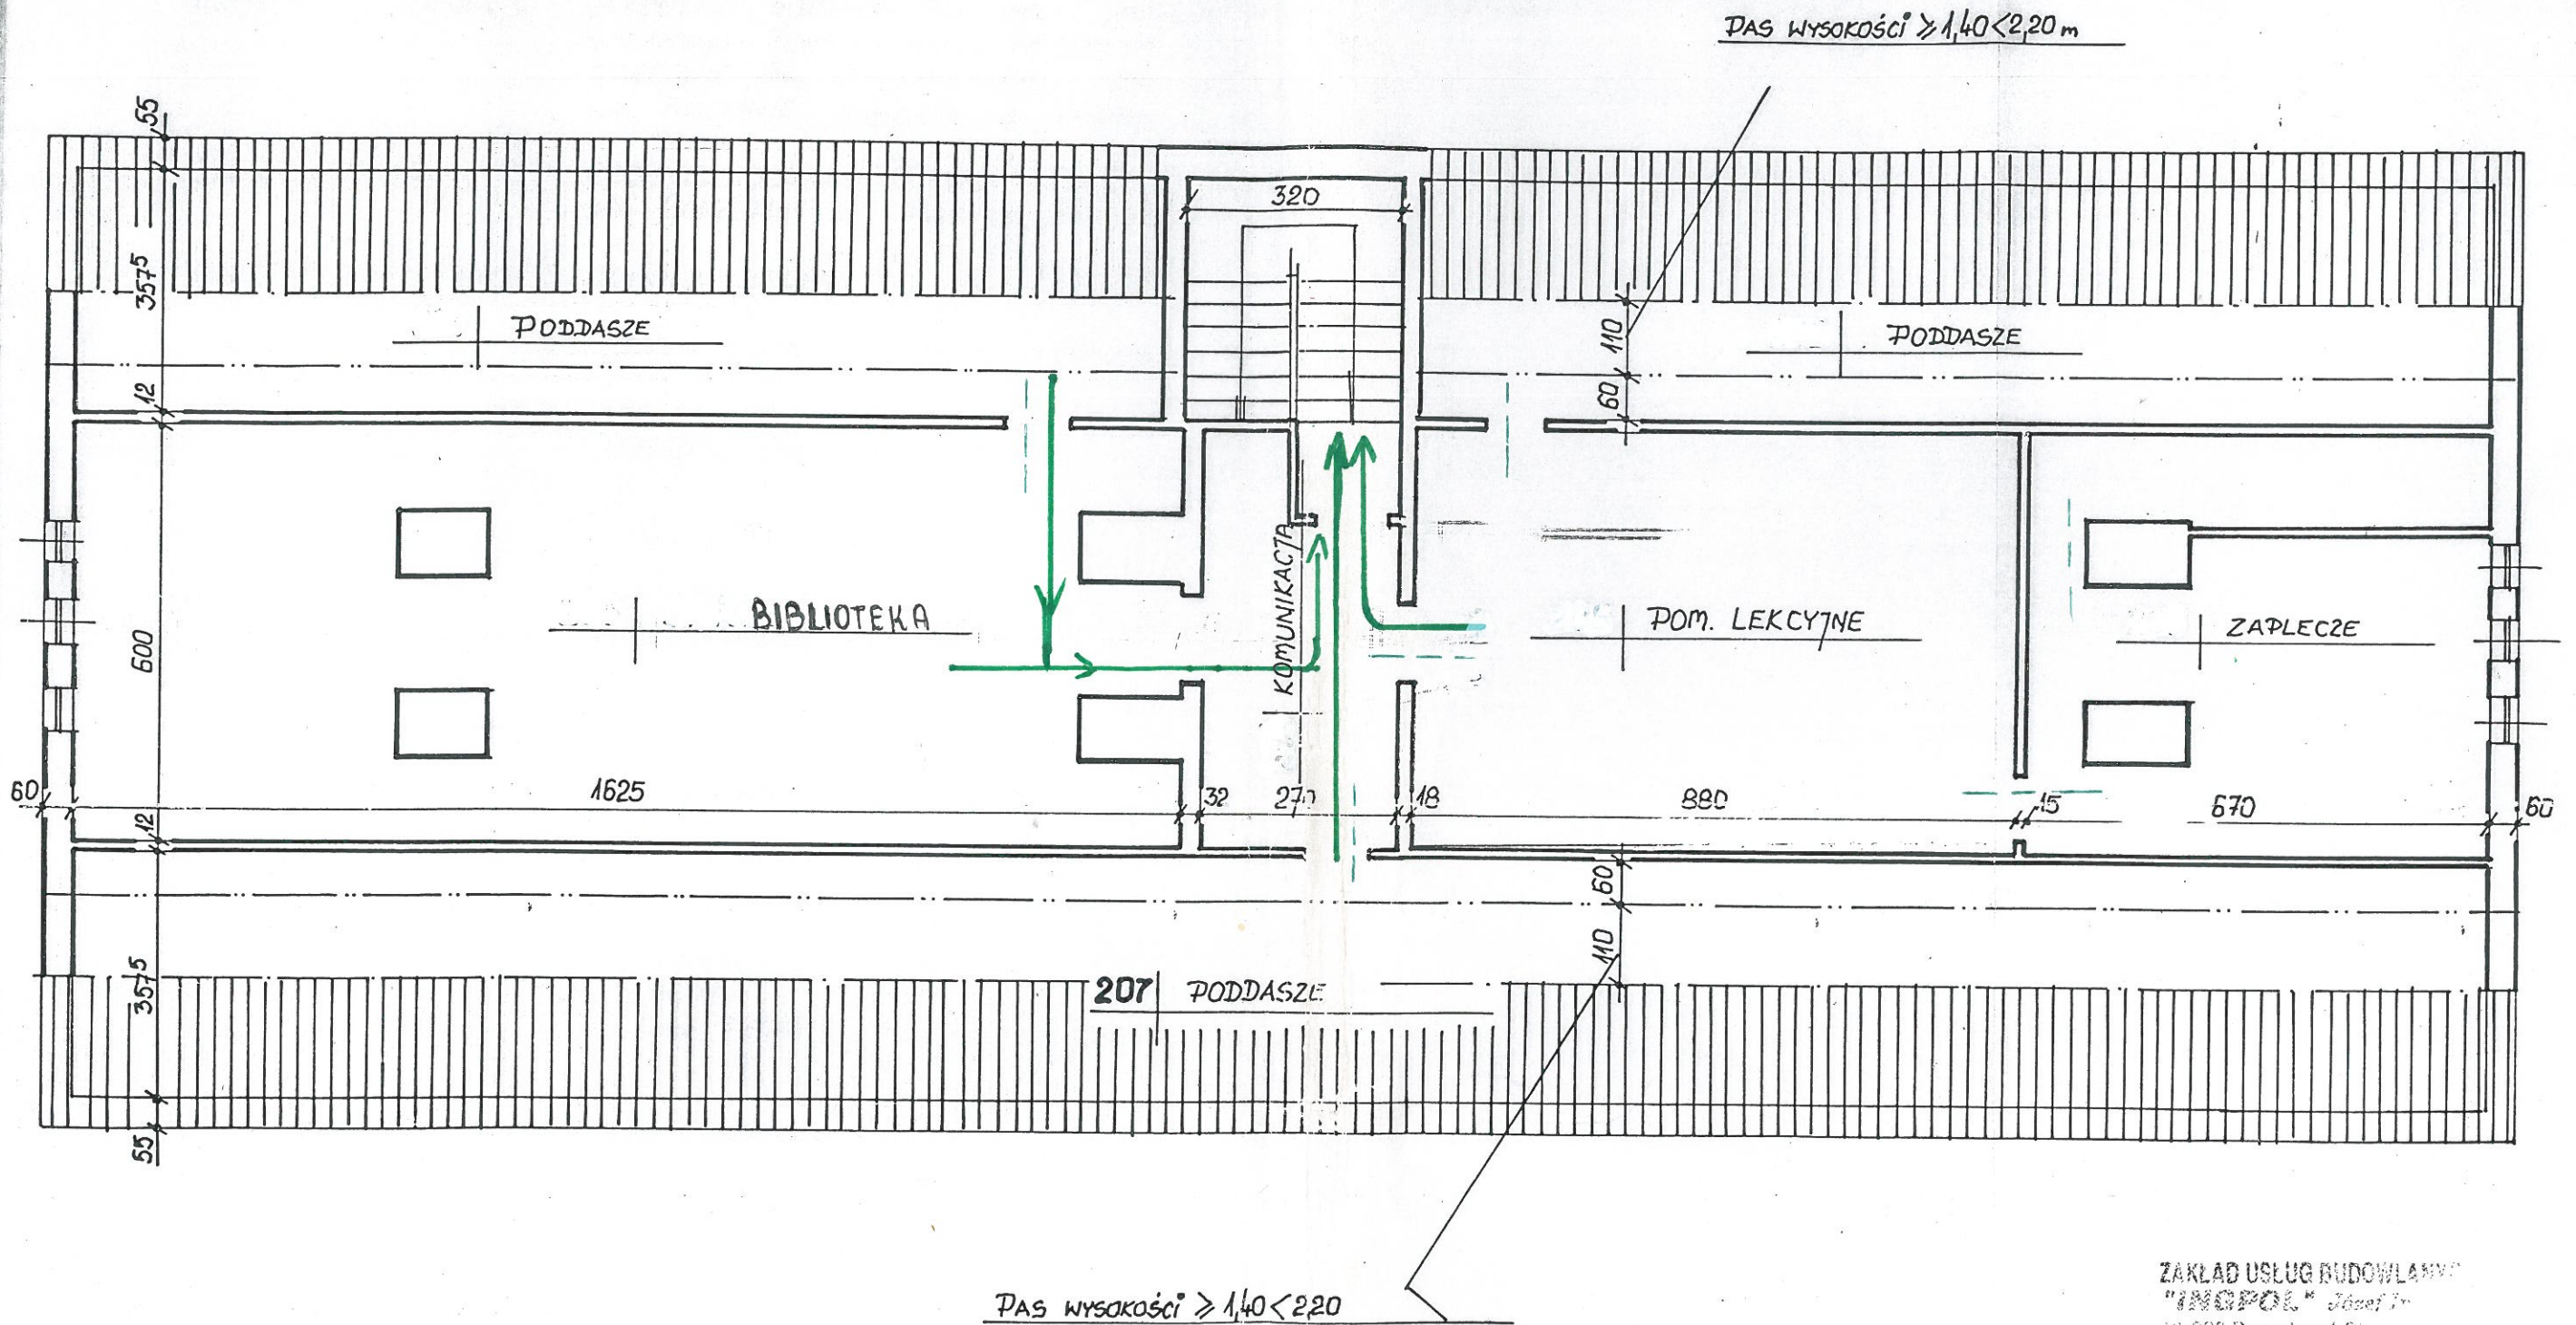 PAS WYSOKOŚCI ≥ 1,40 < 2,20 m
55
320
357⁵
PODDASZE
110
PODDASZE
12
60
KOMUNIKACJA
BIBLIOTEKA
POM. LEKCYJNE
ZAPLECZE
600
60
1625
32
270
18
880
15
670
60
12
60
110
357⁵
207 PODDASZE
55
PAS WYSOKOŚCI ≥ 1,40 < 2,20
ZAKŁAD USŁUG BUDOWLANYC
"INGPOL" Józef